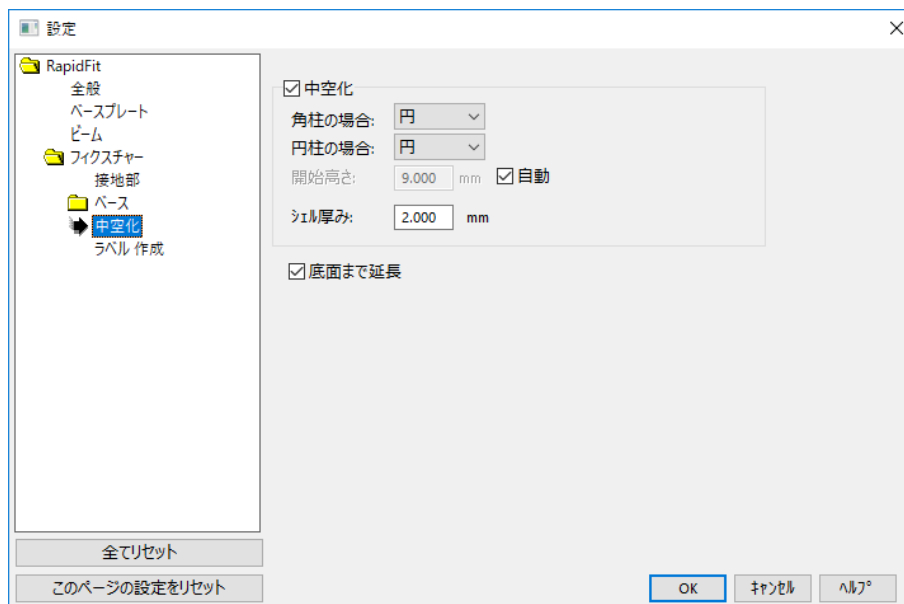 設定
RapidFit
全般
ベースプレート
ビーム
フィクスチャー
接地部
ベース
中空化
ラベル 作成
全てリセット
このページの設定をリセット
中空化
角柱の場合: 円
円柱の場合: 円
開始高さ: 9.000 mm 自動
シェル厚み: 2.000 mm
底面まで延長
OK キャンセル ヘルプ